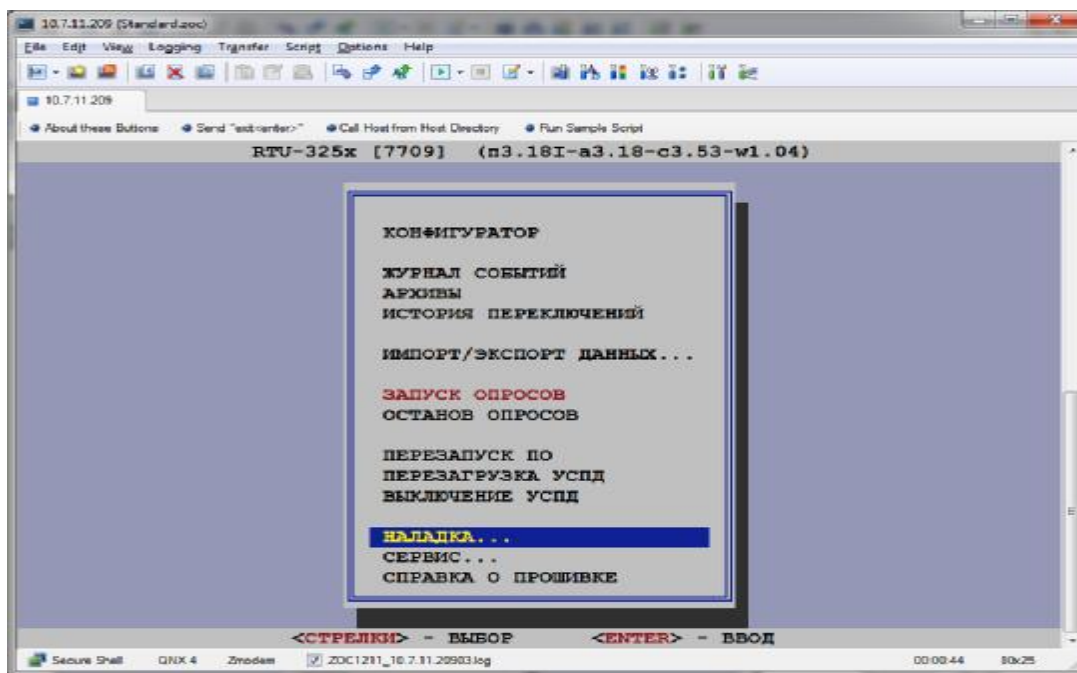 10.7.11.209 (Standard.zoc)
File Edit View Logging Transfer Script Options Help
10.7.11.209
About these Buttons Send "exit<enter>" Call Host from Host Directory Run Sample Script
RTU-325x [7709] (п3.18I-a3.18-c3.53-w1.04)
КОНФИГУРАТОР
ЖУРНАЛ СОБЫТИЙ
АРХИВЫ
ИСТОРИЯ ПЕРЕКЛЮЧЕНИЙ
ИМПОРТ/ЭКСПОРТ ДАННЫХ...
ЗАПУСК ОПРОСОВ
ОСТАНОВ ОПРОСОВ
ПЕРЕЗАПУСК ПО
ПЕРЕЗАГРУЗКА УСПД
ВЫКЛЮЧЕНИЕ УСПД
НАЛАДКА...
СЕРВИС...
СПРАВКА О ПРОШИВКЕ
<СТРЕЛКИ> - ВЫБОР <ENTER> - ВВОД
Secure Shell QNX 4 Zmodem ZOC1211_10.7.11.20903.log 00:00:44 80x25